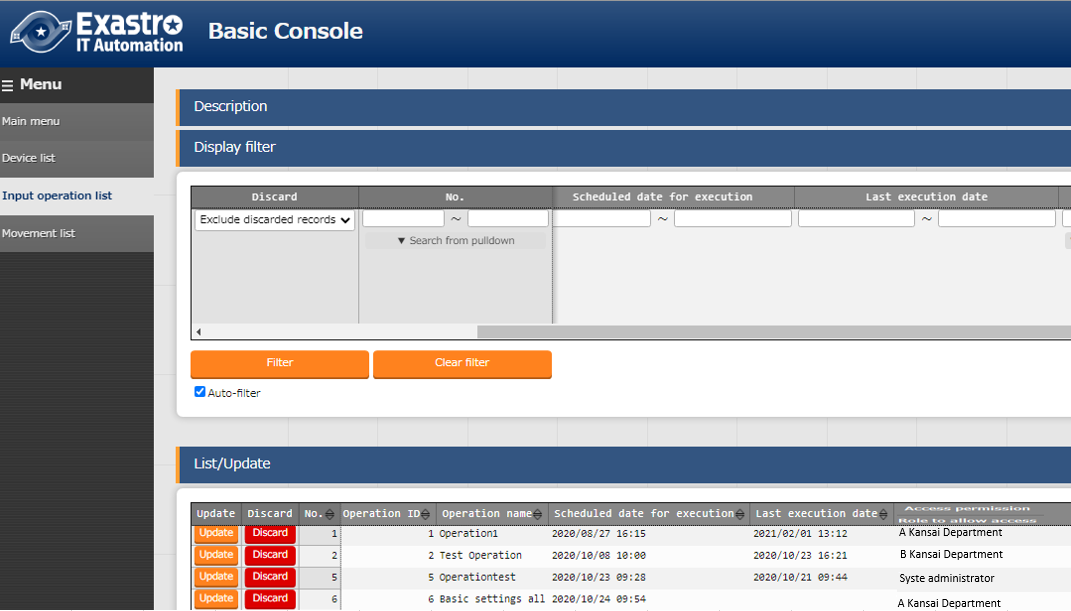 Exastro
IT Automation
Basic Console
Menu
Main menu
Device list
Input operation list
Movement list
Description
Display filter
Discard No. Scheduled date for execution Last execution date
Exclude discarded records ~ ~ ~
▼ Search from pulldown
Filter Clear filter
Auto-filter
List/Update
Update Discard No. Operation ID Operation name Scheduled date for execution Last execution date Access permission
Role to allow access
Update Discard 1 1 Operation1 2020/08/27 16:15 2021/02/01 13:12 A Kansai Department
Update Discard 2 2 Test Operation 2020/10/08 10:00 2020/10/23 16:21 B Kansai Department
Update Discard 5 5 Operationtest 2020/10/23 09:28 2020/10/21 09:44 Syste administrator
Update Discard 6 6 Basic settings all 2020/10/24 09:54 A Kansai Department